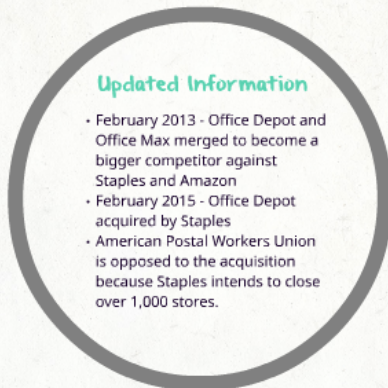 Updated Information
• February 2013 - Office Depot and
Office Max merged to become a
bigger competitor against
Staples and Amazon
• February 2015 - Office Depot
acquired by Staples
• American Postal Workers Union
is opposed to the acquisition
because Staples intends to close
over 1,000 stores.